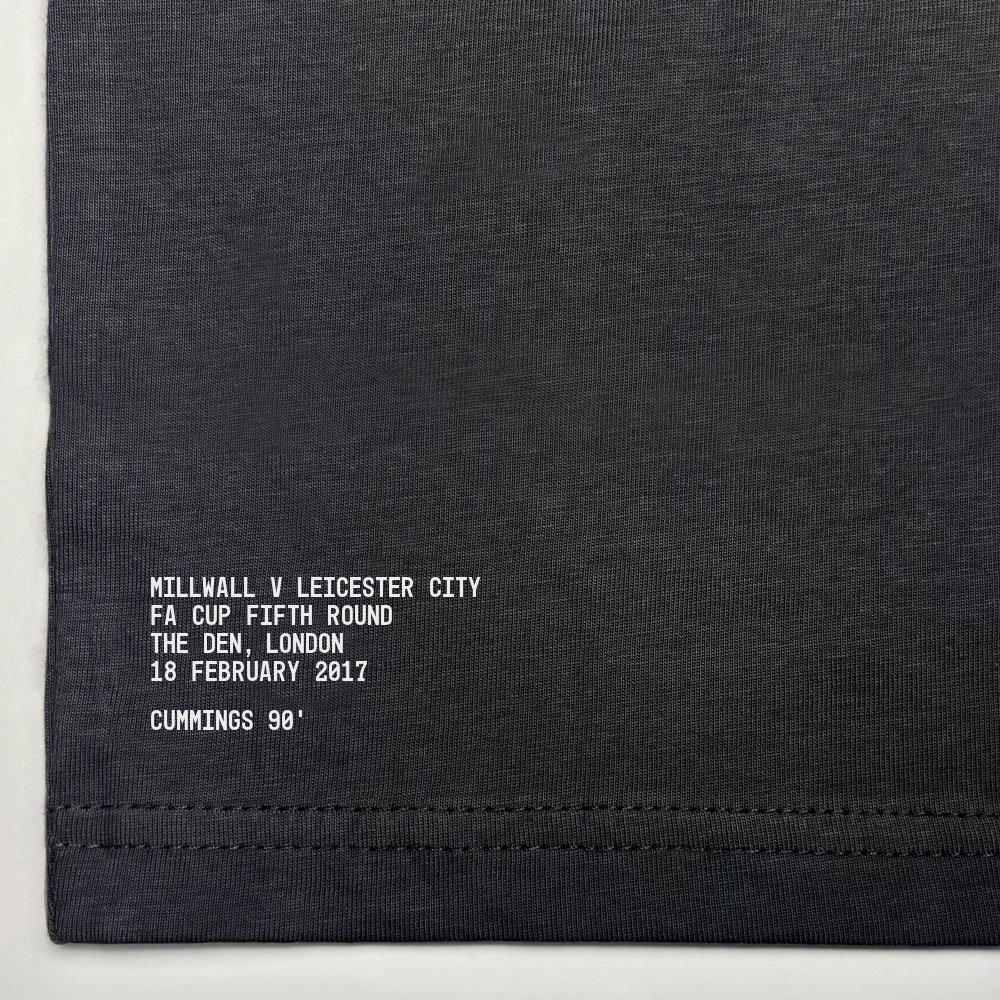 MILLWALL V LEICESTER CITY
FA CUP FIFTH ROUND
THE DEN, LONDON
18 FEBRUARY 2017
CUMMINGS 90'